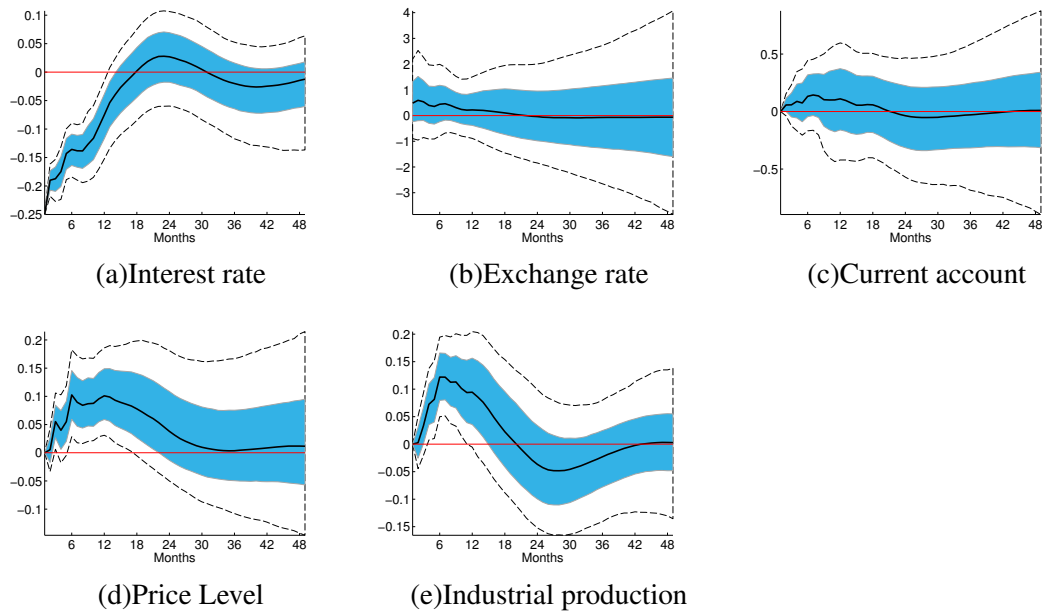 0.1
0.05
0
−0.05
−0.1
−0.15
−0.2
−0.25
6 12 18 24 30 36 42 48
Months
(a)Interest rate
4
3
2
1
0
−1
−2
−3
6 12 18 24 30 36 42 48
Months
(b)Exchange rate
0.5
0
−0.5
6 12 18 24 30 36 42 48
Months
(c)Current account
0.2
0.15
0.1
0.05
0
−0.05
−0.1
6 12 18 24 30 36 42 48
Months
(d)Price Level
0.2
0.15
0.1
0.05
0
−0.05
−0.1
−0.15
6 12 18 24 30 36 42 48
Months
(e)Industrial production